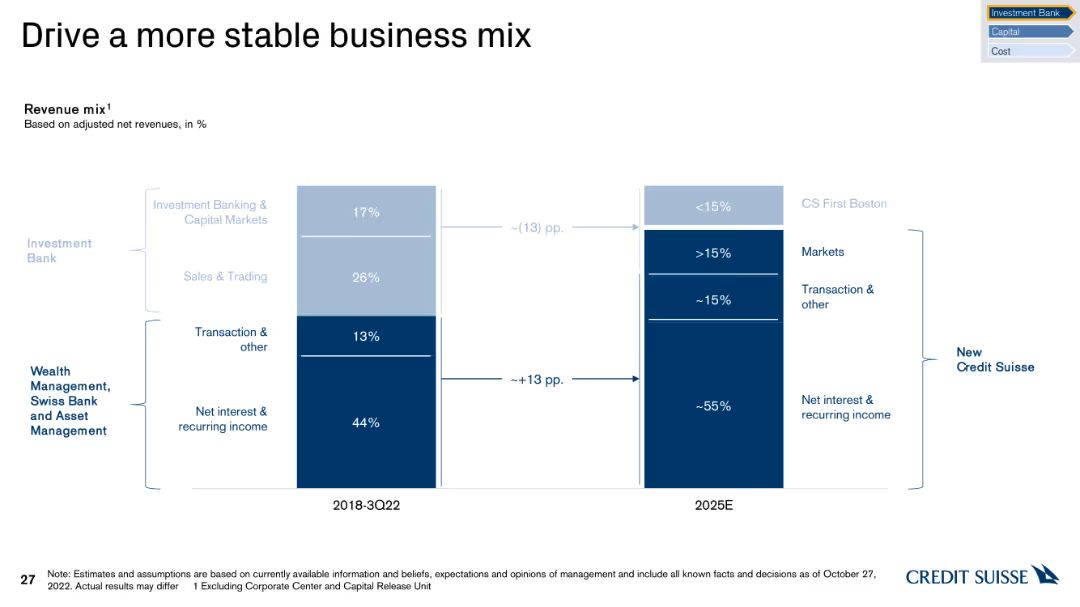 Drive a more stable business mix
Investment Bank
Capital
Cost
Revenue mix¹
Based on adjusted net revenues, in %
Investment
Bank
Investment Banking &
Capital Markets
Sales & Trading
Wealth
Management,
Swiss Bank
and Asset
Management
Transaction &
other
Net interest &
recurring income
17%
26%
13%
44%
2018-3Q22
~(13) pp.
~+13 pp.
<15%
>15%
~15%
~55%
2025E
CS First Boston
Markets
Transaction &
other
Net interest &
recurring income
New
Credit Suisse
27
Note: Estimates and assumptions are based on currently available information and beliefs, expectations and opinions of management and include all known facts and decisions as of October 27,
2022. Actual results may differ 1 Excluding Corporate Center and Capital Release Unit
CREDIT SUISSE